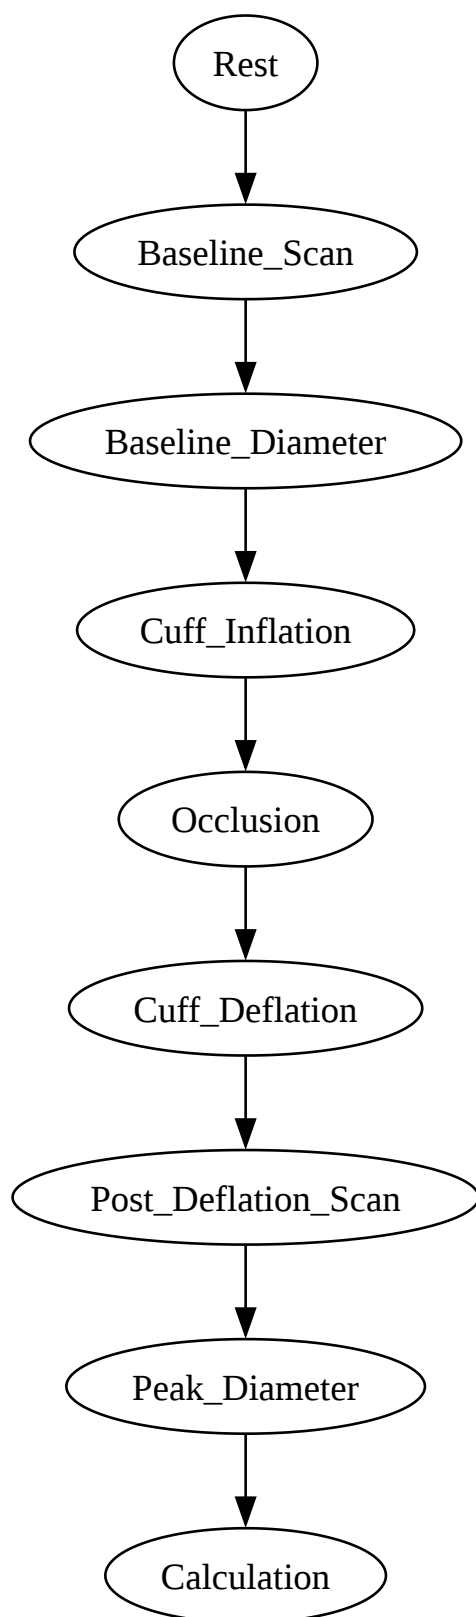 Rest
Baseline_Scan
Baseline_Diameter
Cuff_Inflation
Occlusion
Cuff_Deflation
Post_Deflation_Scan
Peak_Diameter
Calculation